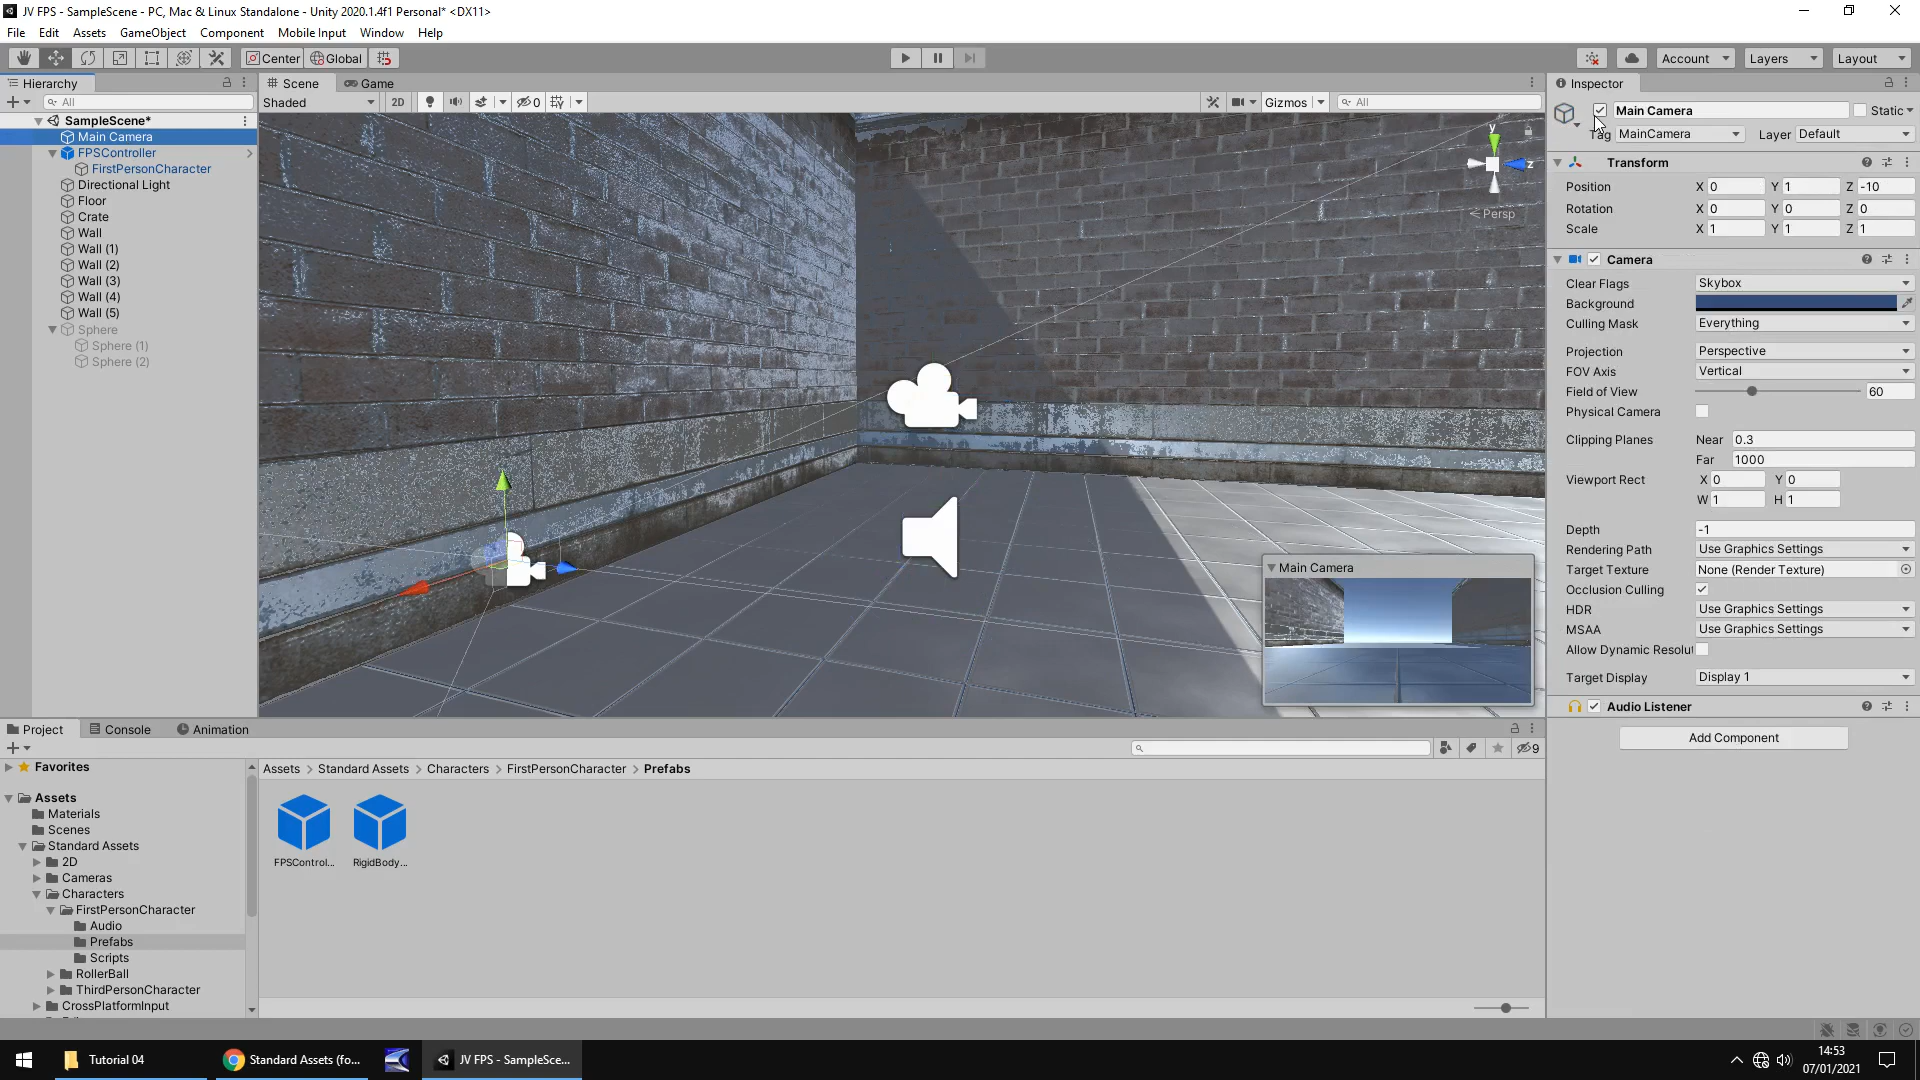 JV FPS - SampleScene - PC, Mac & Linux Standalone - Unity 2020.1.4f1 Personal* <DX11>
File Edit Assets GameObject Component Mobile Input Window Help
Center Global
Account Layers Layout
Hierarchy
All
SampleScene*
Main Camera
FPSController
FirstPersonCharacter
Directional Light
Floor
Crate
Wall
Wall (1)
Wall (2)
Wall (3)
Wall (4)
Wall (5)
Sphere
Sphere (1)
Sphere (2)
Scene Game
Shaded 2D 0 Gizmos All
y
z
Persp
Main Camera
Inspector
Main Camera Static
Tag MainCamera Layer Default
Transform
Position X 0 Y 1 Z -10
Rotation X 0 Y 0 Z 0
Scale X 1 Y 1 Z 1
Camera
Clear Flags Skybox
Background
Culling Mask Everything
Projection Perspective
FOV Axis Vertical
Field of View 60
Physical Camera
Clipping Planes Near 0.3
Far 1000
Viewport Rect X 0 Y 0
W 1 H 1
Depth -1
Rendering Path Use Graphics Settings
Target Texture None (Render Texture)
Occlusion Culling
HDR Use Graphics Settings
MSAA Use Graphics Settings
Allow Dynamic Resolut
Target Display Display 1
Audio Listener
Add Component
Project Console Animation
9
Favorites
Assets
Materials
Scenes
Standard Assets
2D
Cameras
Characters
FirstPersonCharacter
Audio
Prefabs
Scripts
RollerBall
ThirdPersonCharacter
CrossPlatformInput
Assets > Standard Assets > Characters > FirstPersonCharacter > Prefabs
FPSControl... RigidBody...
Tutorial 04
Standard Assets (fo...
JV FPS - SampleSce...
14:53
07/01/2021